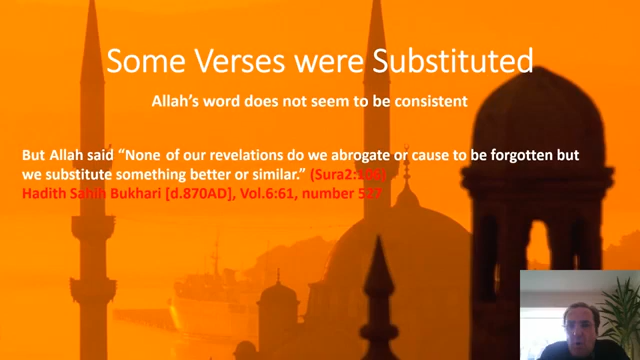 Some Verses were Substituted
Allah’s word does not seem to be consistent
But Allah said “None of our revelations do we abrogate or cause to be forgotten but
we substitute something better or similar.” (Sura2:106)
Hadith Sahih Bukhari [d.870AD], Vol.6:61, number 527